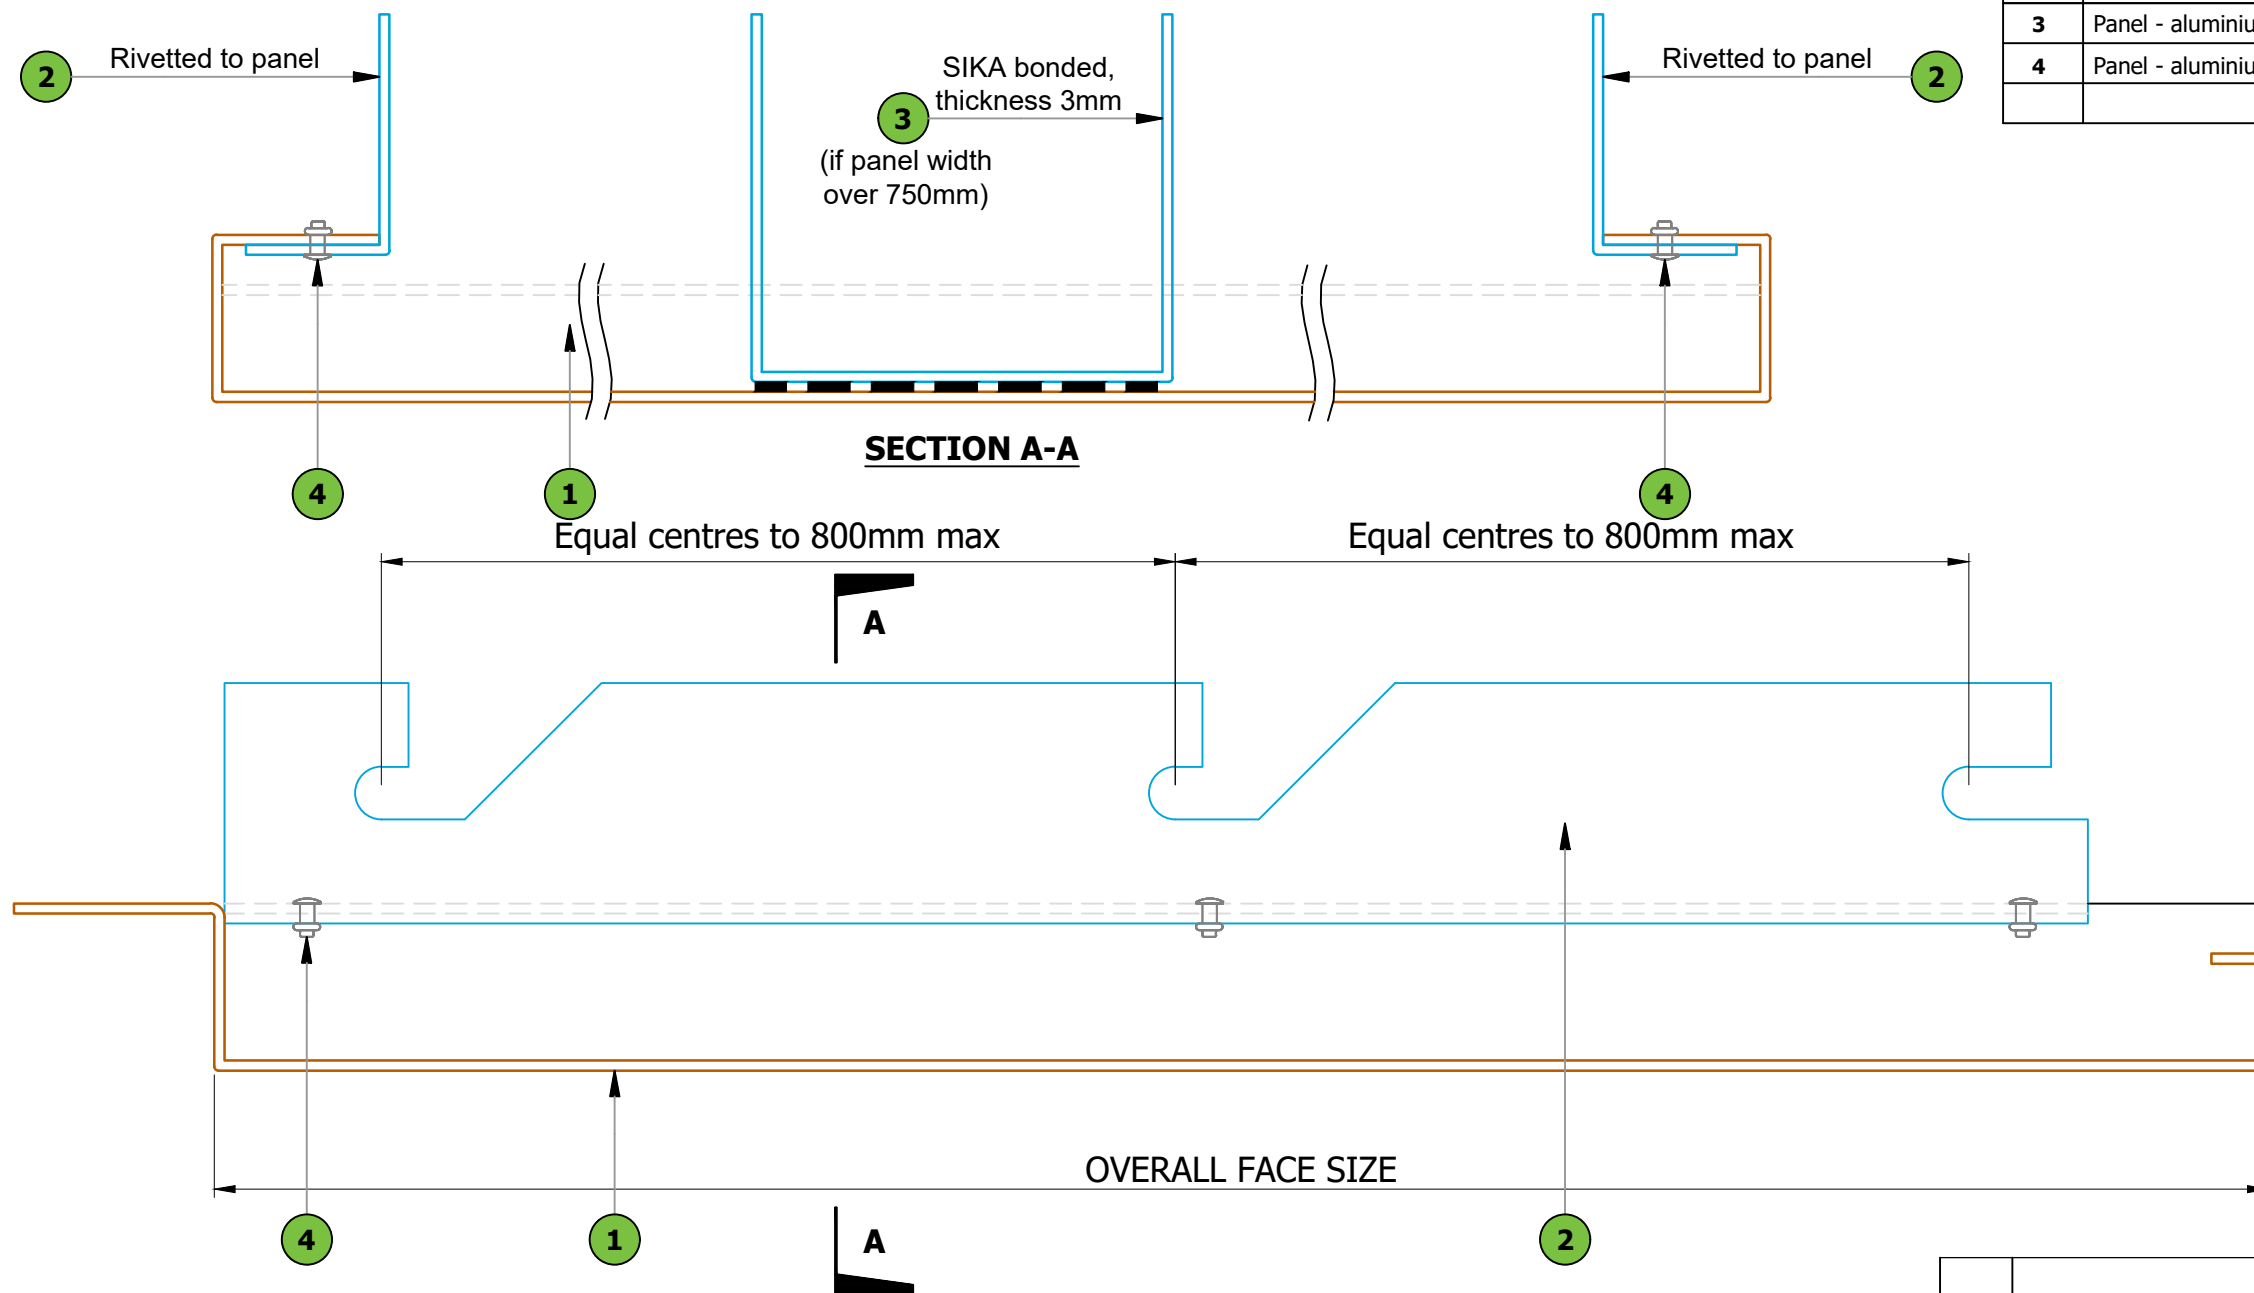 3 Panel - aluminiu
4 Panel - aluminiu
2 Rivetted to panel
SIKA bonded,
thickness 3mm
3
(if panel width
over 750mm)
Rivetted to panel 2
SECTION A-A
4 1 4
Equal centres to 800mm max Equal centres to 800mm max
A
OVERALL FACE SIZE
4 1 A 2